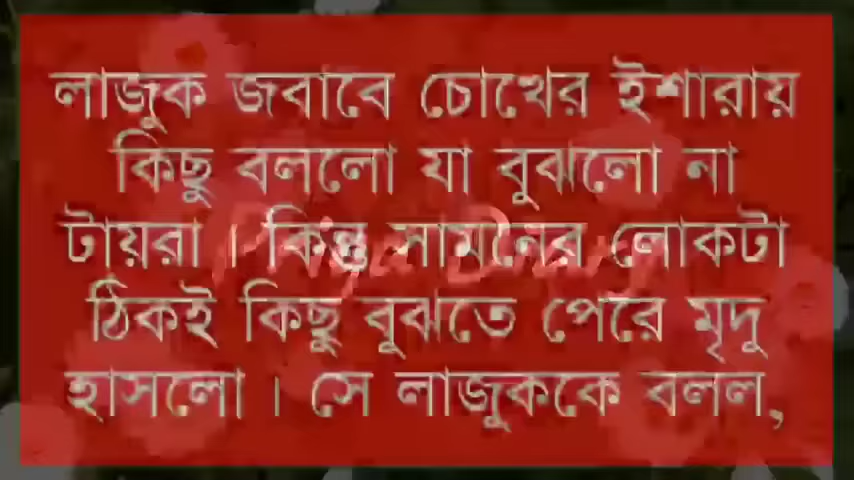 লাজুক জবাবে চোখের ইশারায়
কিছু বললো যা বুঝলো না
টায়রা । কিন্তু সামনের লোকটা
ঠিকই কিছু বুঝতে পেরে মৃদু
হাসলো । সে লাজুককে বলল,